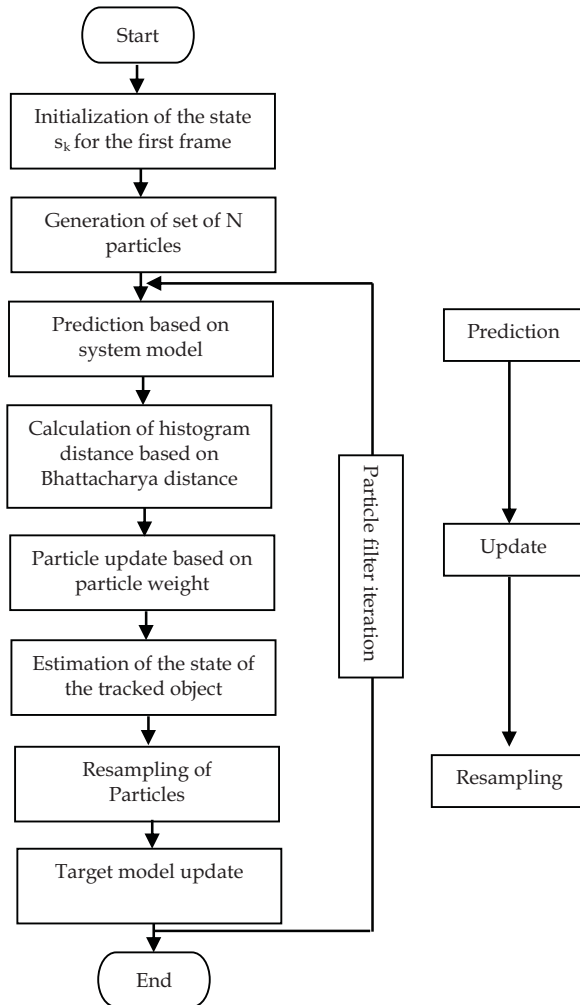 Start
Initialization of the state
sk for the first frame
Generation of set of N
particles
Prediction based on
system model
Calculation of histogram
distance based on
Bhattacharya distance
Particle update based on
particle weight
Estimation of the state of
the tracked object
Resampling of
Particles
Target model update
End
Particle filter iteration
Prediction
Update
Resampling